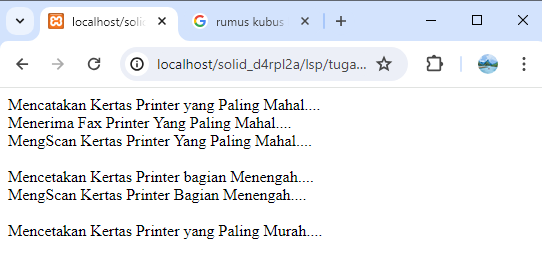 localhost/solid
rumus kubus
localhost/solid_d4rpl2a/lsp/tuga...
Mencatakan Kertas Printer yang Paling Mahal....
Menerima Fax Printer Yang Paling Mahal....
MengScan Kertas Printer Yang Paling Mahal....
Mencetakan Kertas Printer bagian Menengah....
MengScan Kertas Printer Bagian Menengah....
Mencetakan Kertas Printer yang Paling Murah....